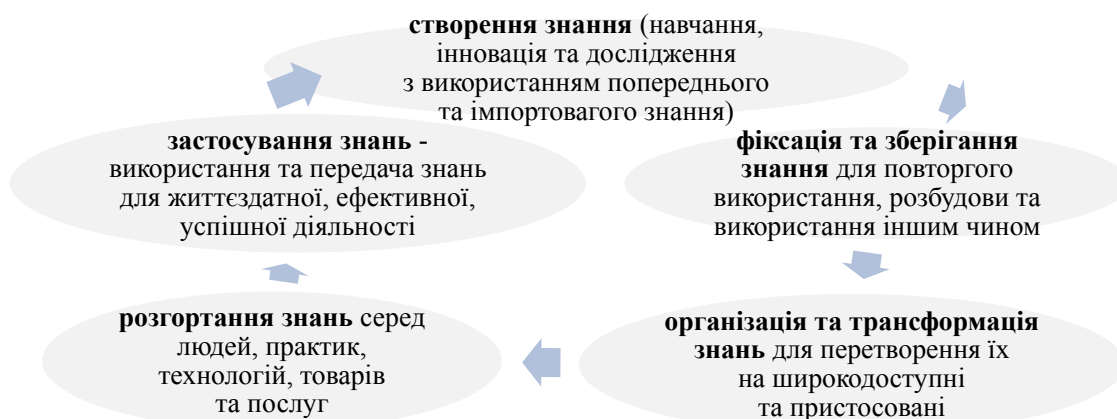 створення знання (навчання,
інновація та дослідження
з використанням попереднього
та імпортовагого знання)
фіксація та зберігання
знання для повторгого
використання, розбудови та
використання іншим чином
організація та трансформація
знань для перетворення їх
на широкодоступні
та пристосовані
розгортання знань серед
людей, практик,
технологій, товарів
та послуг
застосування знань -
використання та передача знань
для життєздатної, ефективної,
успішної діяльності